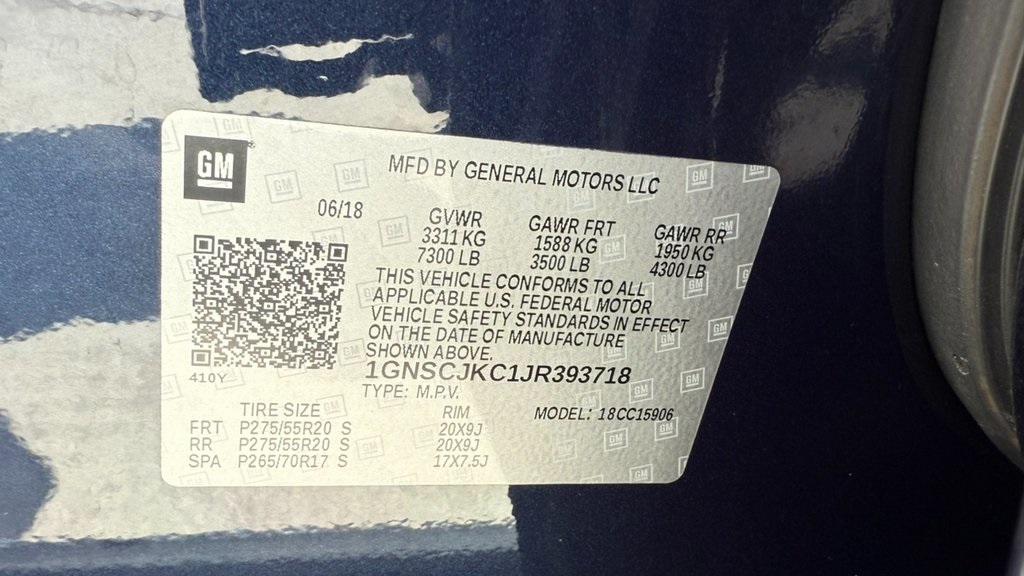 GM
MFD BY GENERAL MOTORS LLC
06/18
GVWR
3311 KG
7300 LB
GAWR FRT
1588 KG
3500 LB
GAWR RR
1950 KG
4300 LB
THIS VEHICLE CONFORMS TO ALL
APPLICABLE U.S. FEDERAL MOTOR
VEHICLE SAFETY STANDARDS IN EFFECT
ON THE DATE OF MANUFACTURE
SHOWN ABOVE.
1GNSCJKC1JR393718
410Y
TYPE: M.P.V.
MODEL: 18CC15906
TIRE SIZE RIM
FRT P275/55R20 S 20X9J
RR P275/55R20 S 20X9J
SPA P265/70R17 S 17X7.5J